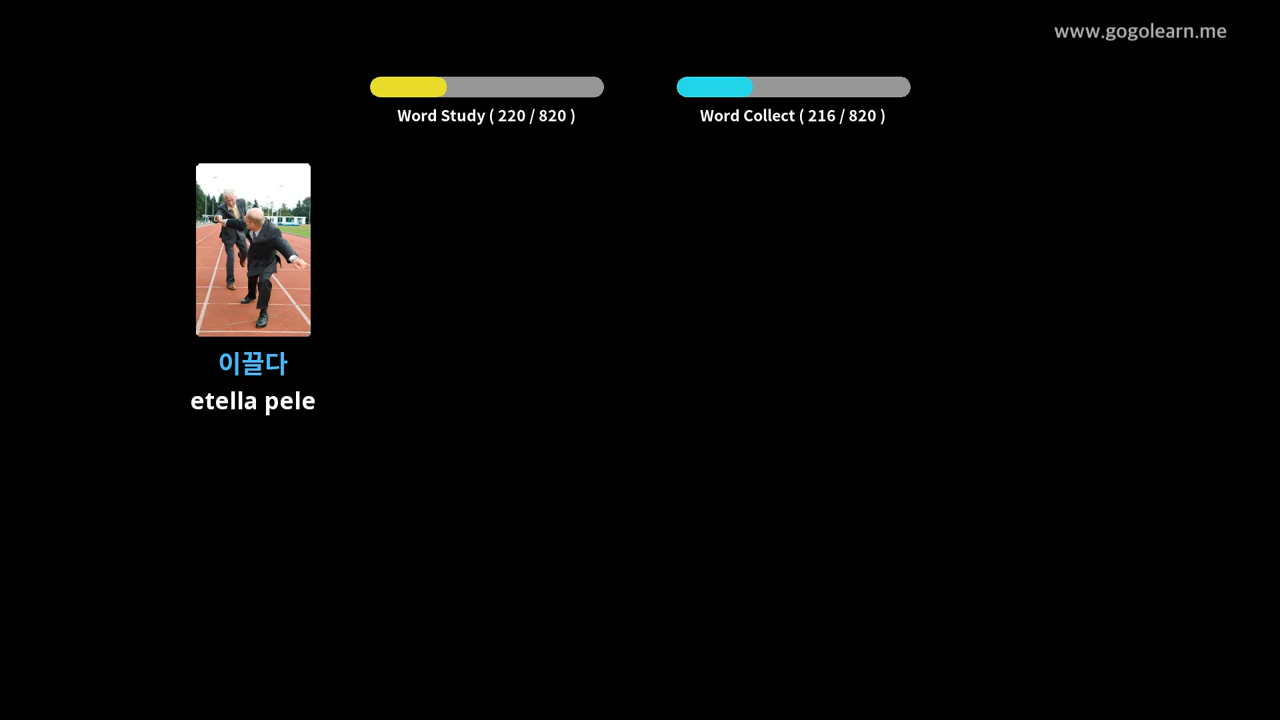 www.gogolearn.me
Word Study ( 220 / 820 )
Word Collect ( 216 / 820 )
이끌다
etella pele